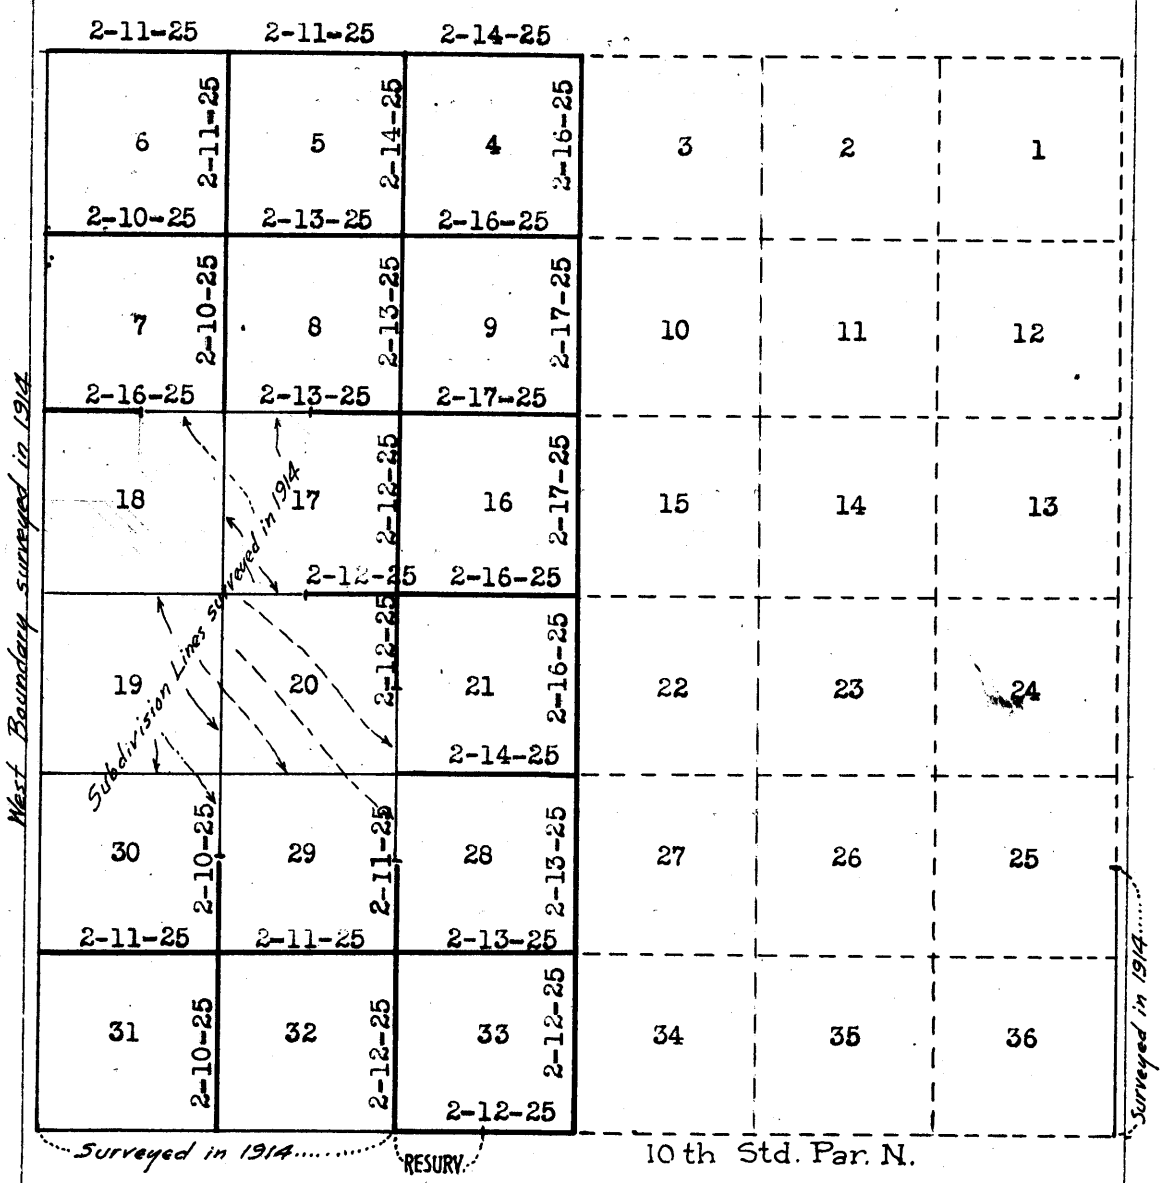 2-11-25 2-11-25 2-14-25
6 2-11-25 5 2-14-25 4 2-16-25 3 2 1
2-10-25 2-13-25 2-16-25
7 2-10-25 8 2-13-25 9 2-17-25 10 11 12
2-16-25 2-13-25 2-17-25
18 17 2-12-25 16 2-17-25 15 14 13
2-12-25 2-16-25
19 20 2-12-25 21 2-16-25 22 23 24
2-14-25
30 2-10-25 29 2-11-25 28 2-13-25 27 26 25
2-11-25 2-11-25 2-13-25
31 2-10-25 32 2-12-25 33 2-12-25 34 35 36
2-12-25
West Boundary surveyed in 1914
Subdivision Lines surveyed in 1914
Surveyed in 1914
Surveyed in 1914
RESURV.
10th Std. Par. N.